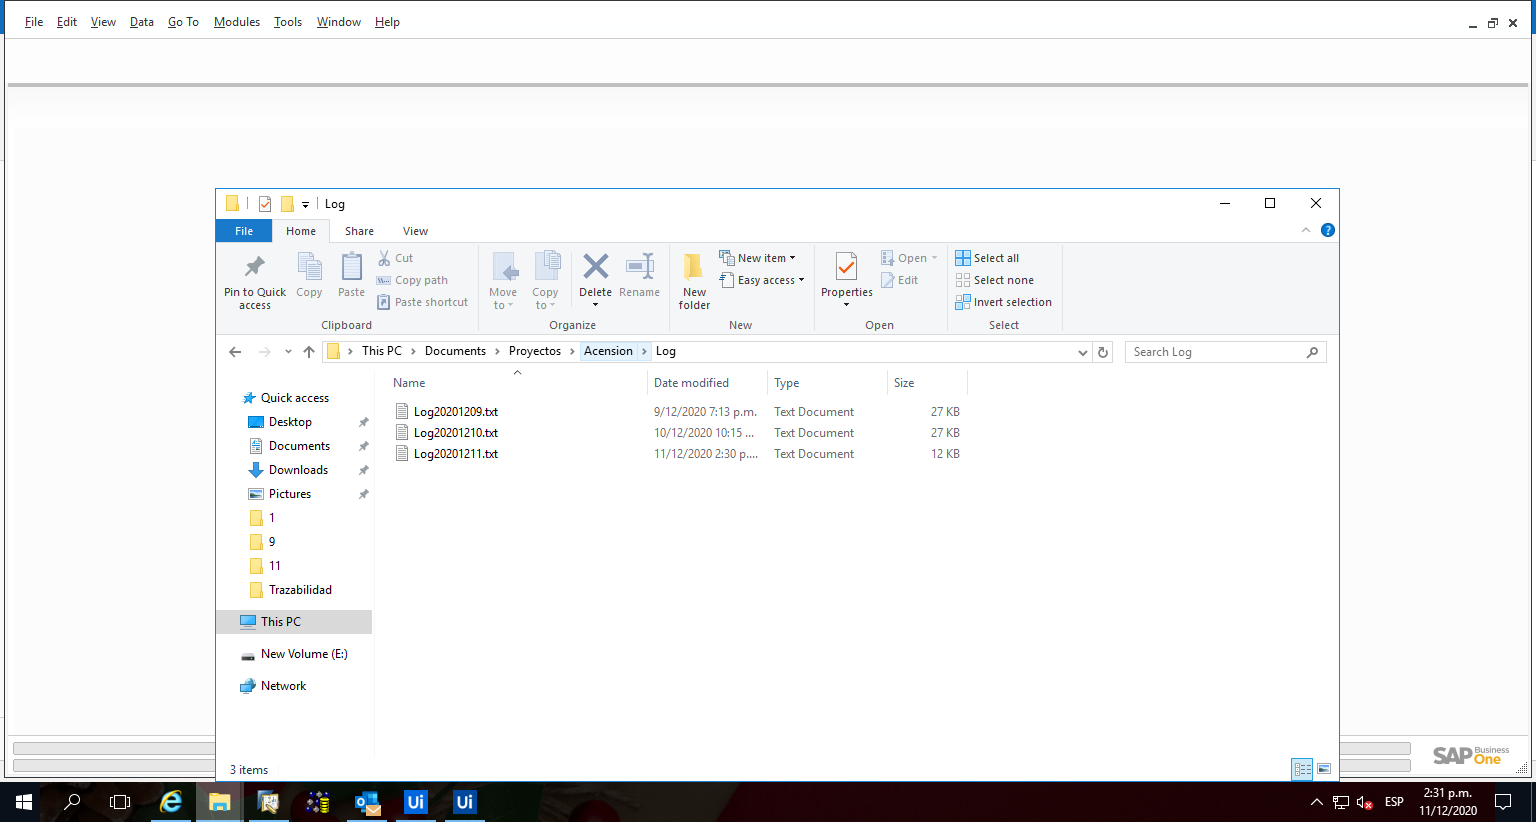 File Edit View Data Go To Modules Tools Window Help
Log
File Home Share View
Pin to Quick access
Copy
Paste
Cut
Copy path
Paste shortcut
Clipboard
Move to
Copy to
Delete
Rename
Organize
New folder
New item
Easy access
New
Properties
Open
Edit
Open
Select all
Select none
Invert selection
Select
This PC > Documents > Proyectos > Acension > Log
Search Log
Name Date modified Type Size
Log20201209.txt 9/12/2020 7:13 p.m. Text Document 27 KB
Log20201210.txt 10/12/2020 10:15 ... Text Document 27 KB
Log20201211.txt 11/12/2020 2:30 p.... Text Document 12 KB
Quick access
Desktop
Documents
Downloads
Pictures
1
9
11
Trazabilidad
This PC
New Volume (E:)
Network
3 items
SAP Business One
Ui Ui
ESP
2:31 p.m.
11/12/2020